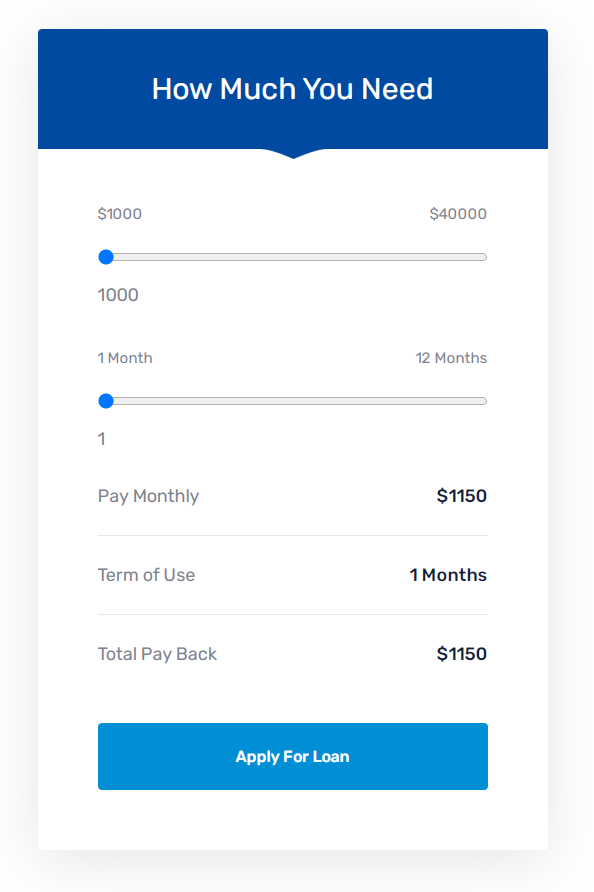 How Much You Need
$1000 $40000
1000
1 Month 12 Months
1
Pay Monthly $1150
Term of Use 1 Months
Total Pay Back $1150
Apply For Loan